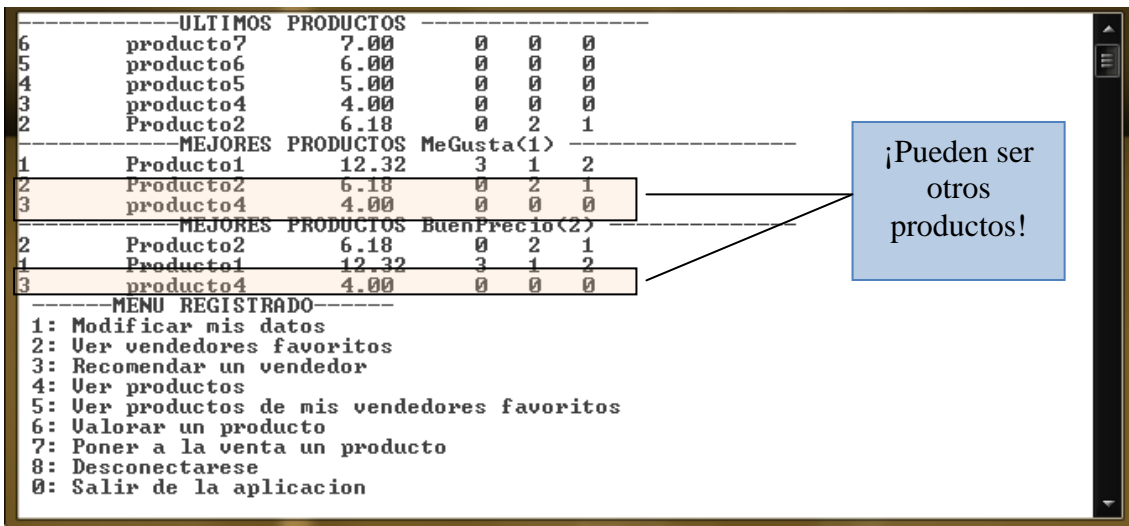 ------------ULTIMOS PRODUCTOS -----------------
6 producto7 7.00 0 0 0
5 producto6 6.00 0 0 0
4 producto5 5.00 0 0 0
3 producto4 4.00 0 0 0
2 Producto2 6.18 0 2 1
------------MEJORES PRODUCTOS MeGusta(1) -----------------
1 Producto1 12.32 3 1 2
2 Producto2 6.18 0 2 1
3 producto4 4.00 0 0 0
------------MEJORES PRODUCTOS BuenPrecio(2) --------------
2 Producto2 6.18 0 2 1
1 Producto1 12.32 3 1 2
3 producto4 4.00 0 0 0
------MENU REGISTRADO------
1: Modificar mis datos
2: Ver vendedores favoritos
3: Recomendar un vendedor
4: Ver productos
5: Ver productos de mis vendedores favoritos
6: Valorar un producto
7: Poner a la venta un producto
8: Desconectarese
0: Salir de la aplicacion
¡Pueden ser
otros
productos!